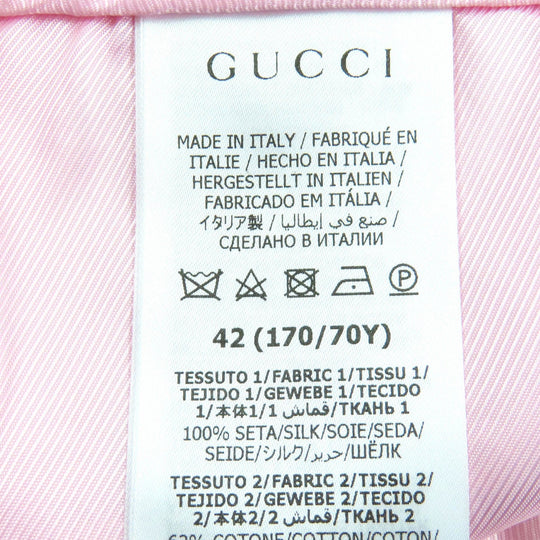 GUCCI
MADE IN ITALY / FABRIQUÉ EN
ITALIE / HECHO EN ITALIA /
HERGESTELLT IN ITALIEN /
FABRICADO EM ITÁLIA /
イタリア製 / صنع في إيطاليا /
СДЕЛАНО В ИТАЛИИ
P
42 (170/70Y)
TESSUTO 1/FABRIC 1/TISSU 1/
TEJIDO 1/GEWEBE 1/TECIDO
1/本体1/قماش 1/ТКАНЬ 1
100% SETA/SILK/SOIE/SEDA/
SEIDE/シルク/حرير/ШЁЛК
TESSUTO 2/FABRIC 2/TISSU 2/
TEJIDO 2/GEWEBE 2/TECIDO
2/本体2/قماش 2/ТКАНЬ 2
62% COTONE/COTTON/COTON/